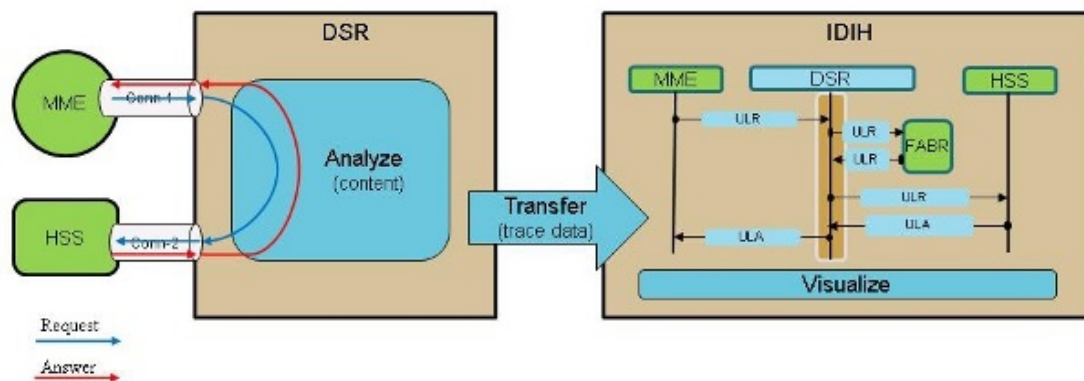 DSR
MME
Conn-1
Analyze
(content)
HSS
Conn-2
Request
Answer
Transfer
(trace data)
IDIH
MME
DSR
HSS
ULR
ULR
FABR
ULR
ULR
ULA
ULA
Visualize